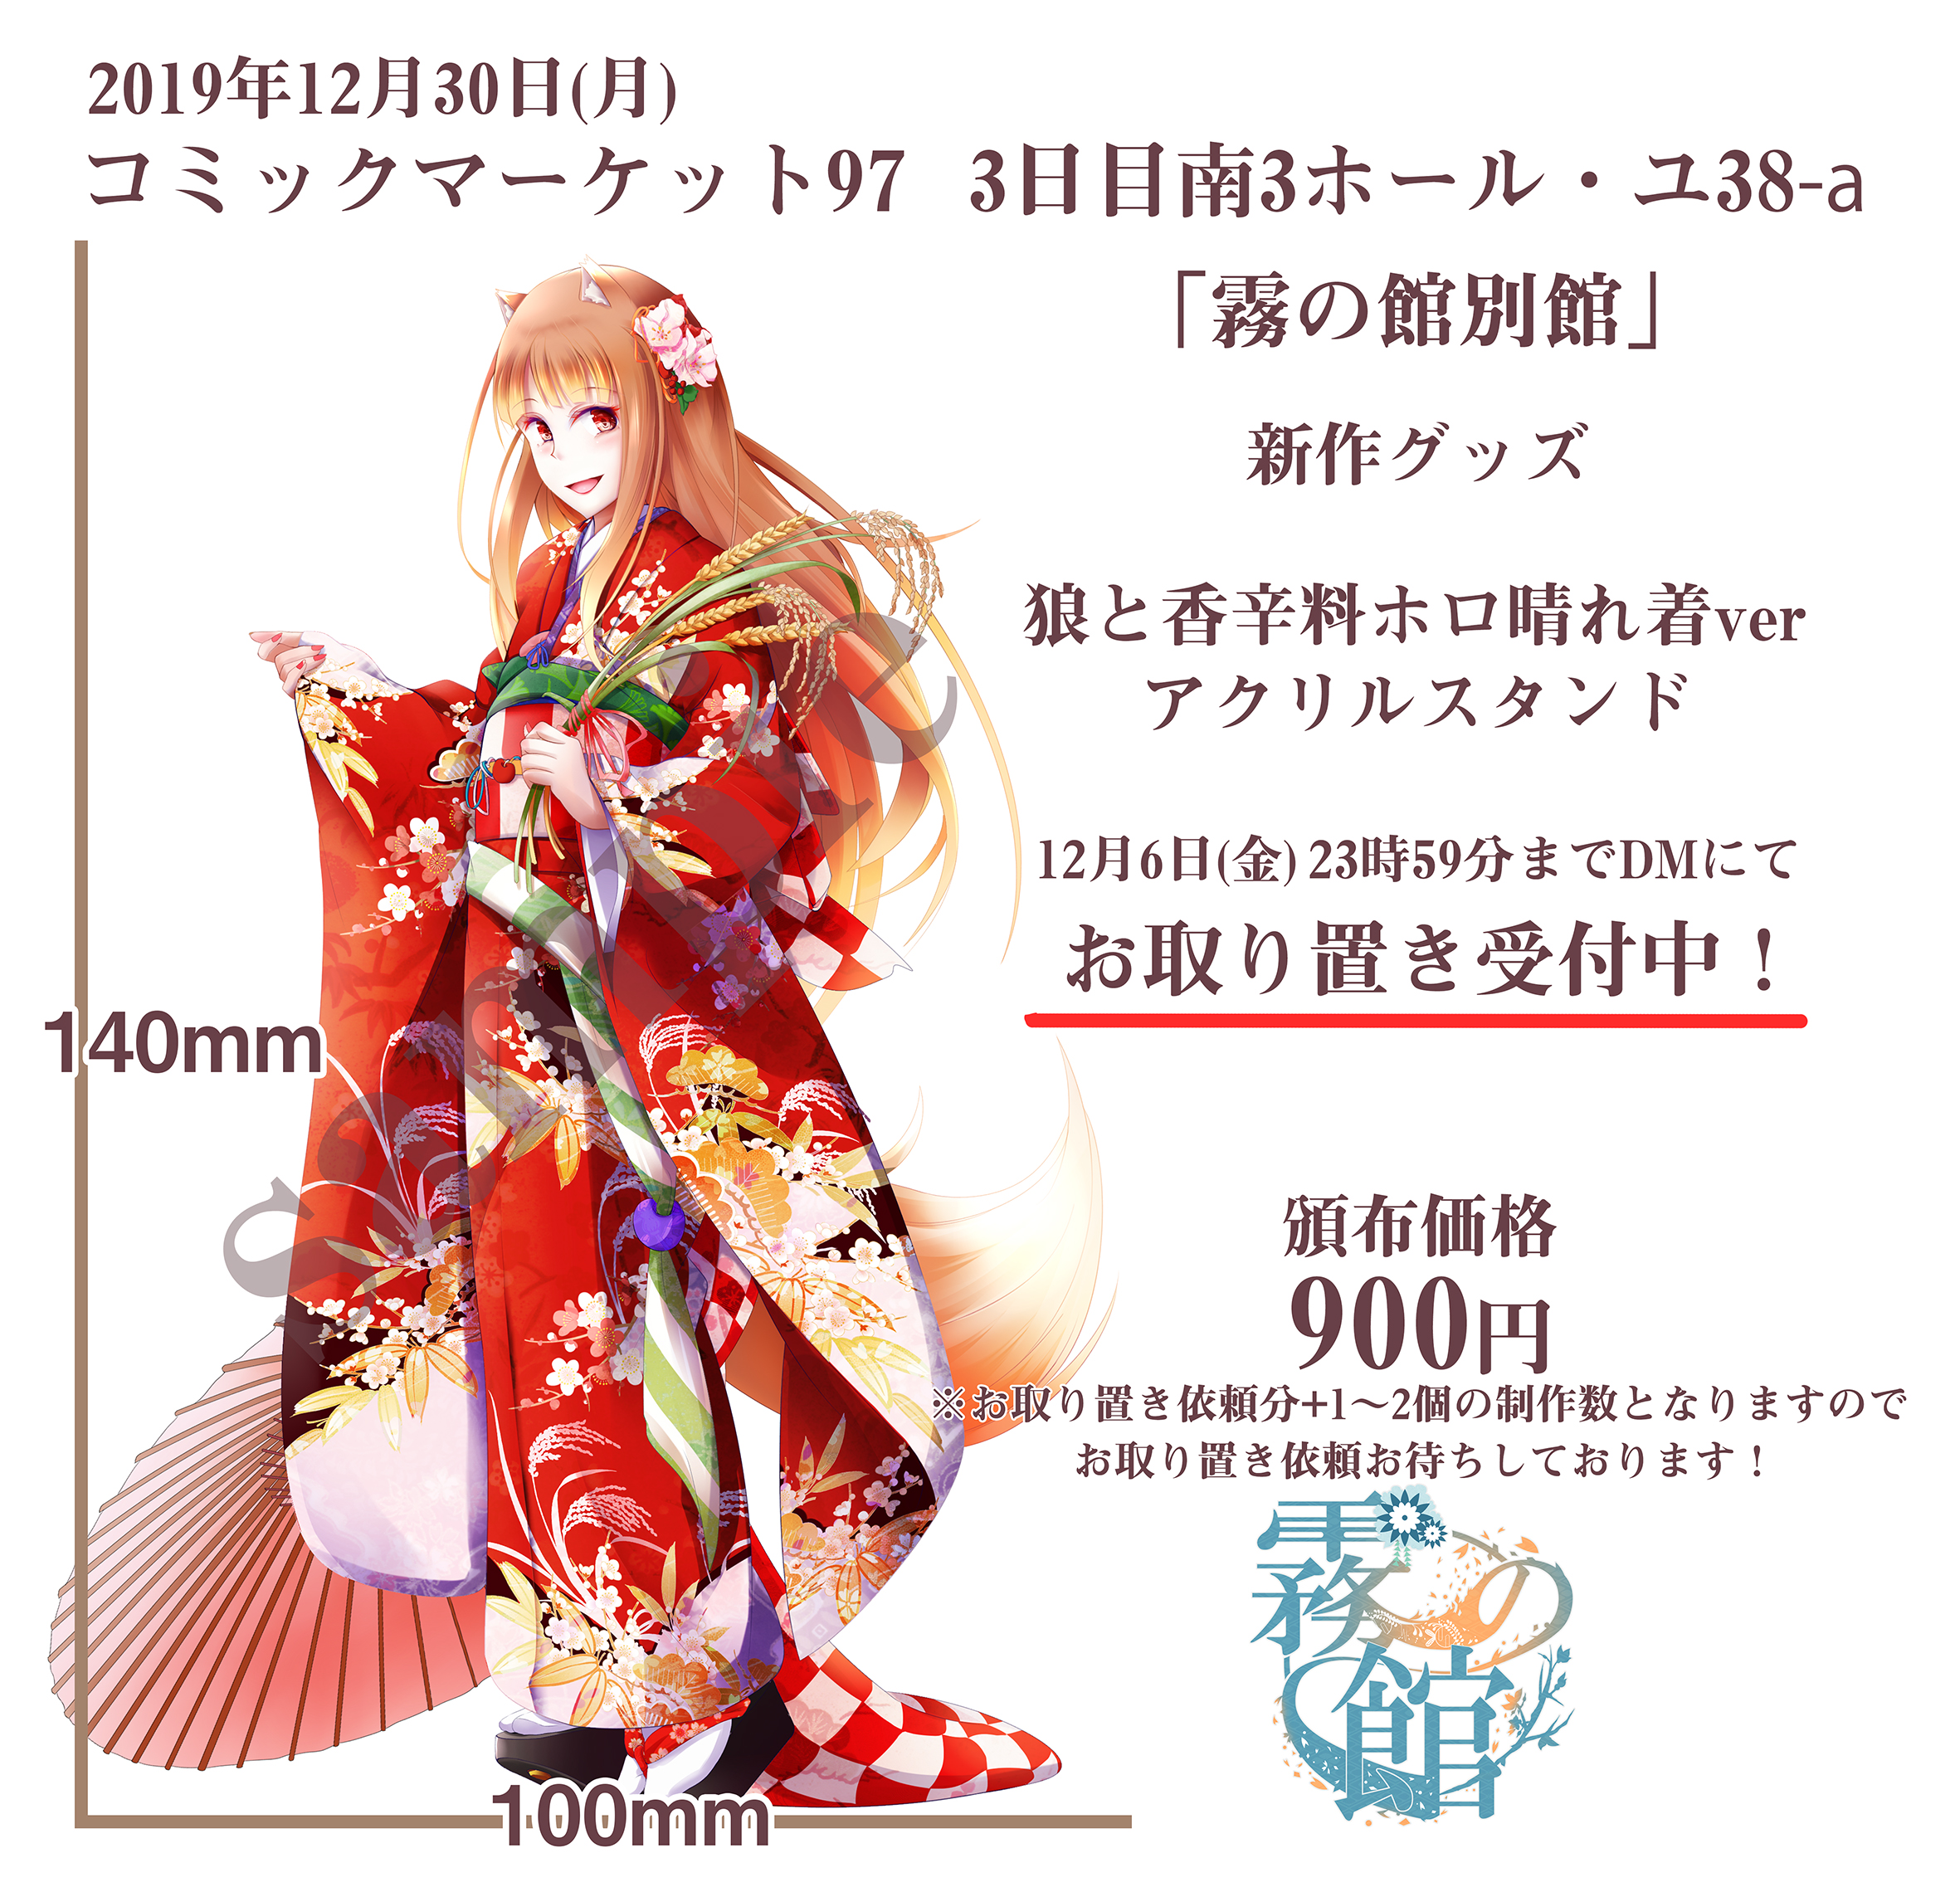 2019年12月30日(月)
コミックマーケット97 3日目南3ホール・ユ38-a
「霧の館別館」
新作グッズ
狼と香辛料ホロ晴れ着ver
アクリルスタンド
12月6日(金) 23時59分までDMにて
お取り置き受付中！
140mm
頒布価格
900円
※お取り置き依頼分+1〜2個の制作数となりますので
お取り置き依頼お待ちしております！
霧の
館
100mm
sample